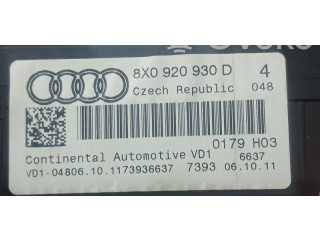 8X0 920 930 D 4
Czech Republic 048
0179 H03
Continental Automotive VD1 6637
VD1-04806.10.1173936637 7393 06.10.11